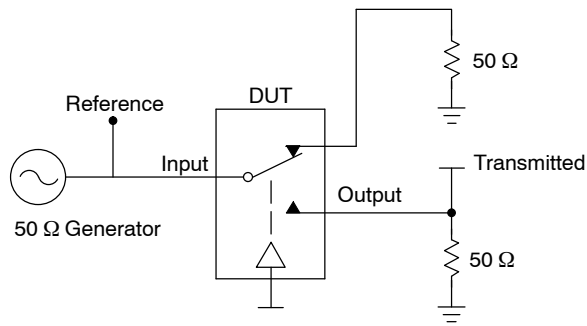 50 Ω
Reference
DUT
Input
Transmitted
Output
50 Ω Generator
50 Ω